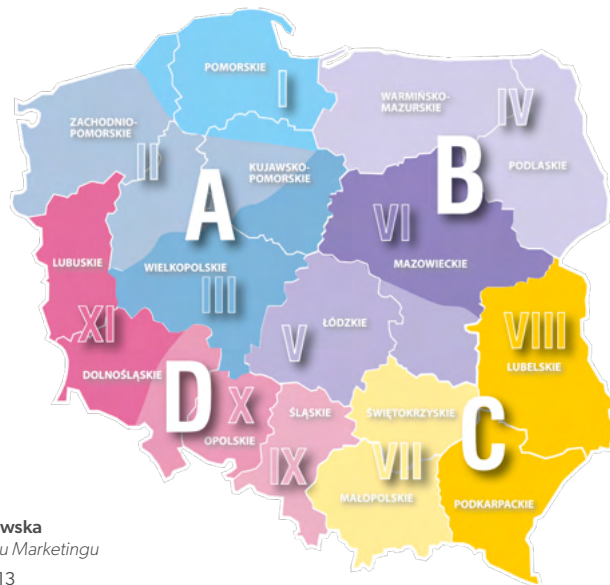 POMORSKIE
I
ZACHODNIO-
POMORSKIE
II
WARMIŃSKO-
MAZURSKIE
IV
PODLASKIE
KUJAWSKO-
POMORSKIE
A
B
VI
MAZOWIECKIE
LUBUSKIE
WIELKOPOLSKIE
III
XI
ŁÓDZKIE
V
VIII
LUBELSKIE
DOLNOŚLĄSKIE
D
X
OPOLSKIE
ŚLĄSKIE
IX
ŚWIĘTOKRZYSKIE
C
VII
MAŁOPOLSKIE
PODKARPACKIE
wska
u Marketingu
13